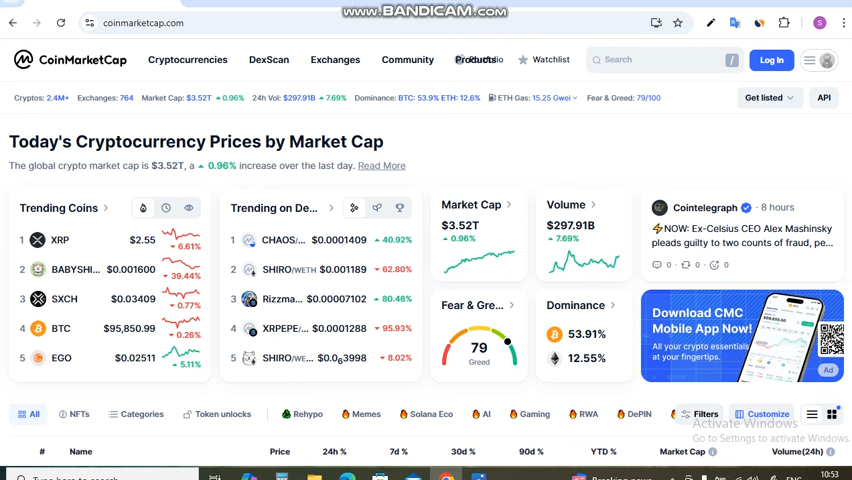 www.BANDICAM.com
coinmarketcap.com
S
CoinMarketCap
Cryptocurrencies DexScan Exchanges Community Products Watchlist Search / Log In
Cryptos: 2.4M+ Exchanges: 764 Market Cap: $3.52T 0.96% 24h Vol: $297.91B 7.69% Dominance: BTC: 53.9% ETH: 12.6% ETH Gas: 15.25 Gwei Fear & Greed: 79/100 Get listed API
Today's Cryptocurrency Prices by Market Cap
The global crypto market cap is $3.52T, a 0.96% increase over the last day. Read More
Trending Coins
1 XRP $2.55 6.61%
2 BABYSHI... $0.001600 39.44%
3 SXCH $0.03409 0.77%
4 BTC $95,850.99 0.26%
5 EGO $0.02511 5.11%
Trending on De...
1 CHAOS/... $0.0001409 40.92%
2 SHIRO/WETH $0.001189 62.80%
3 Rizzma... $0.00007102 80.46%
4 XRPEPE/... $0.0001288 95.93%
5 SHIRO/WE... $0.0₆3998 8.02%
Market Cap
$3.52T
0.96%
Volume
$297.91B
7.69%
Fear & Gree...
79
Greed
Dominance
53.91%
12.55%
Cointelegraph · 8 hours
⚡NOW: Ex-Celsius CEO Alex Mashinsky
pleads guilty to two counts of fraud, pe...
0 0 0
Download CMC
Mobile App Now!
All your crypto essentials
at your fingertips.
Ad
All NFTs Categories Token unlocks Rehypo Memes Solana Eco AI Gaming RWA DePIN Filters Customize
Activate Windows
Go to Settings to activate Windows.
# Name Price 24h % 7d % 30d % 90d % YTD % Market Cap Volume(24h)
Type here to search
Breaking news
ENG
10:53